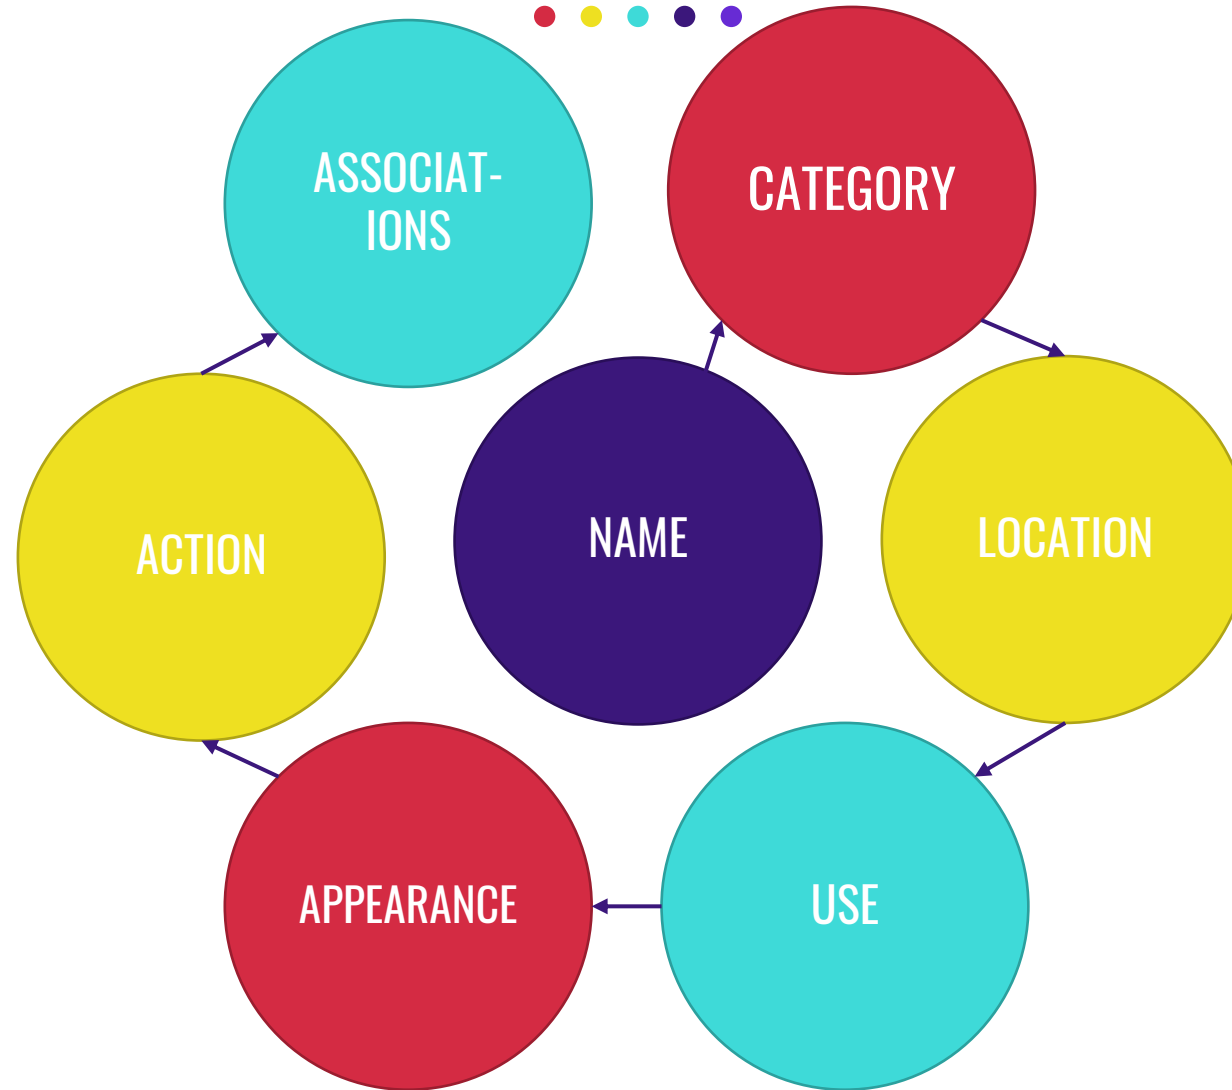 ASSOCIAT-
IONS
CATEGORY
ACTION
NAME
LOCATION
APPEARANCE
USE